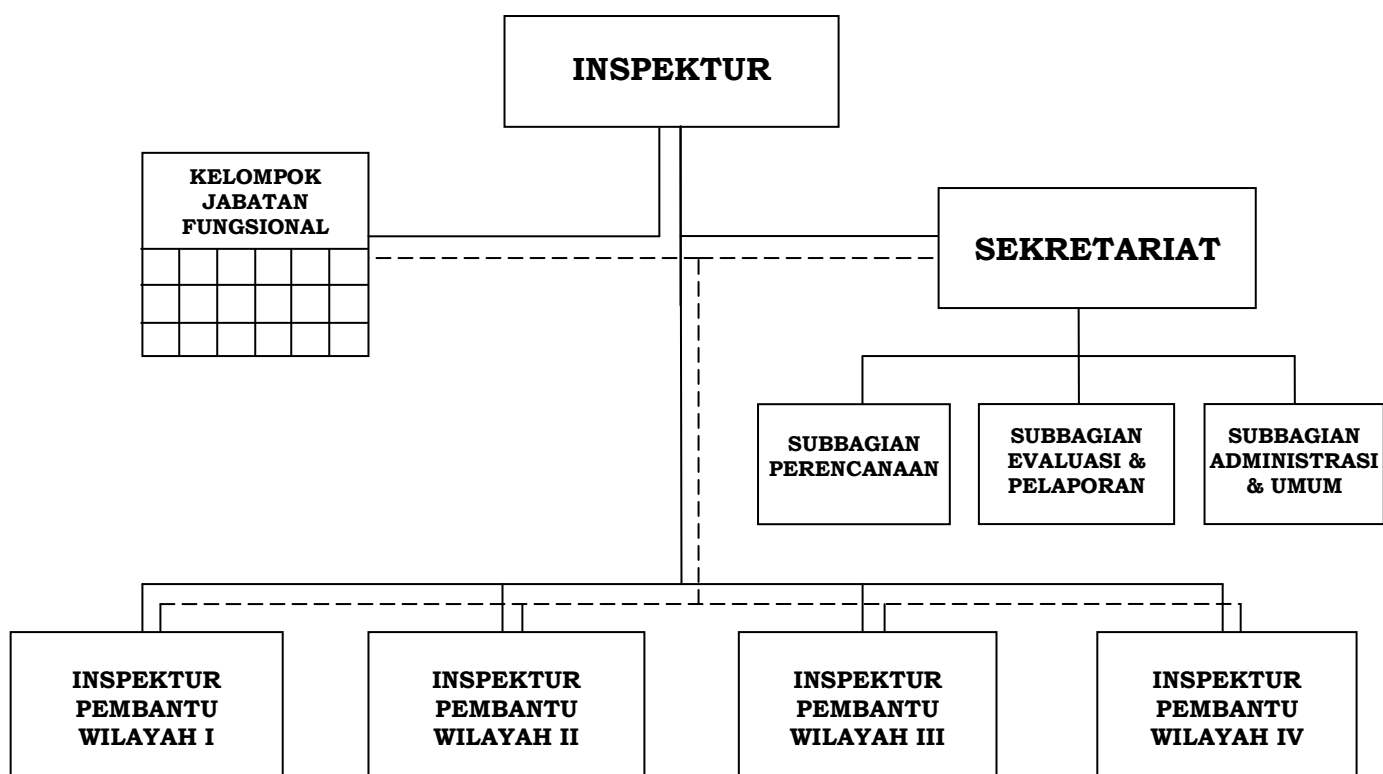 INSPEKTUR
KELOMPOK
JABATAN
FUNGSIONAL
SEKRETARIAT
SUBBAGIAN
PERENCANAAN
SUBBAGIAN
EVALUASI &
PELAPORAN
SUBBAGIAN
ADMINISTRASI
& UMUM
INSPEKTUR
PEMBANTU
WILAYAH I
INSPEKTUR
PEMBANTU
WILAYAH II
INSPEKTUR
PEMBANTU
WILAYAH III
INSPEKTUR
PEMBANTU
WILAYAH IV